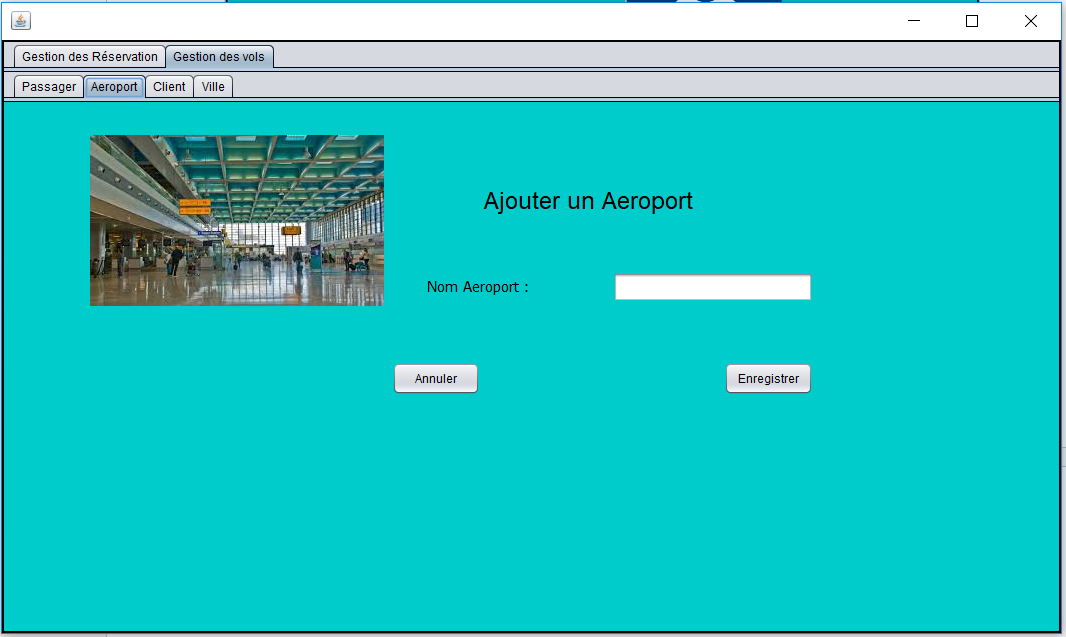 Gestion des Réservation Gestion des vols
Passager Aeroport Client Ville
Ajouter un Aeroport
Nom Aeroport :
Annuler Enregistrer